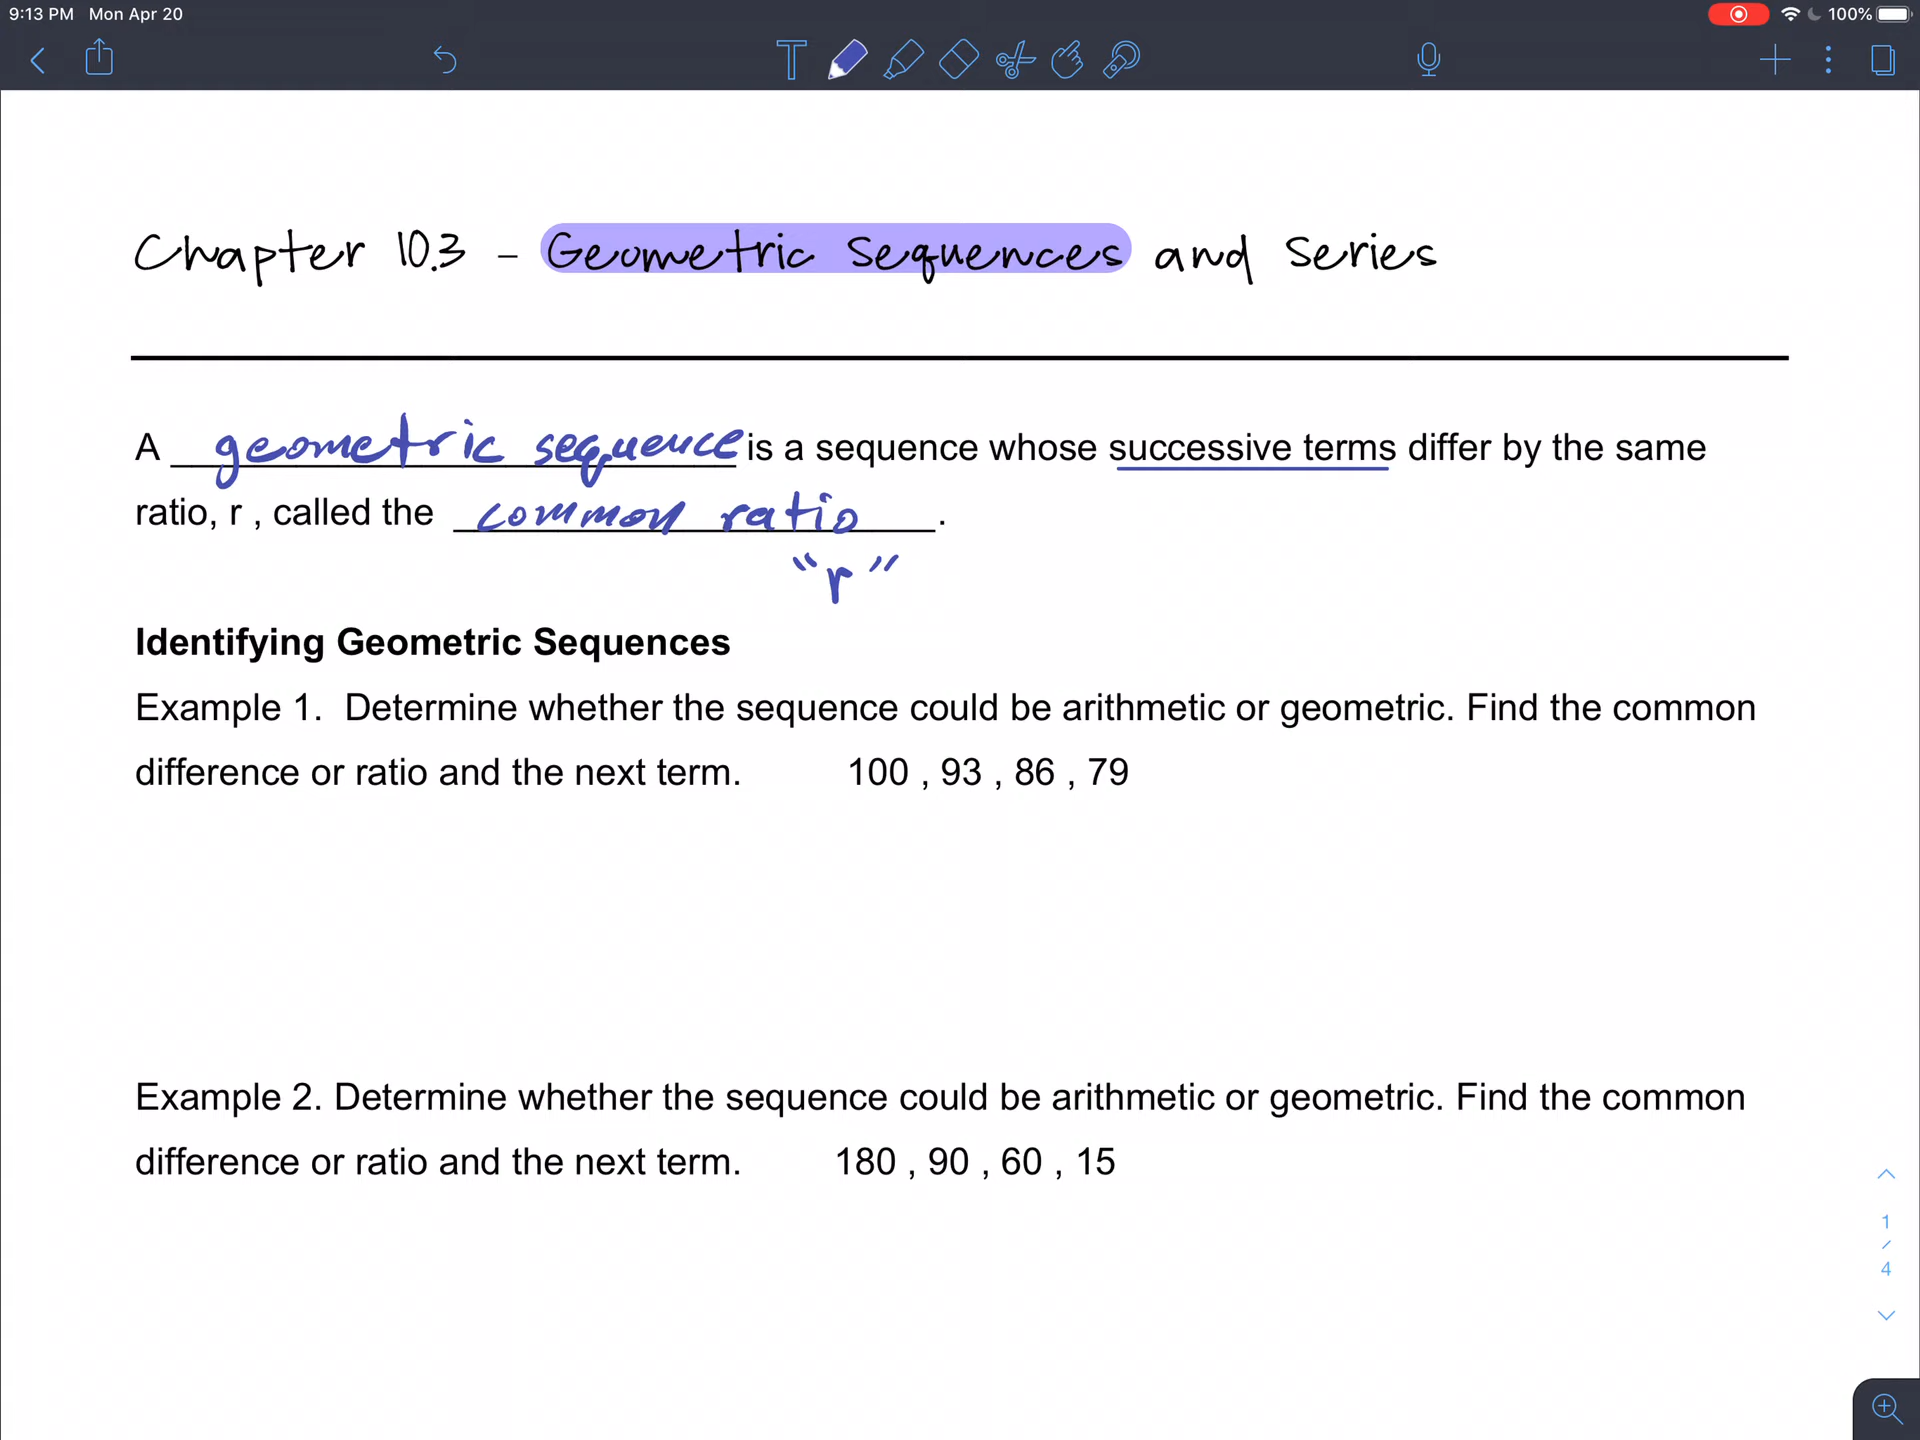 9:13 PM Mon Apr 20
100%
Chapter 10.3 – Geometric Sequences and Series
A geometric sequence is a sequence whose successive terms differ by the same
ratio, r , called the common ratio.
"r"
Identifying Geometric Sequences
Example 1. Determine whether the sequence could be arithmetic or geometric. Find the common
difference or ratio and the next term. 100 , 93 , 86 , 79
Example 2. Determine whether the sequence could be arithmetic or geometric. Find the common
difference or ratio and the next term. 180 , 90 , 60 , 15
1
/
4